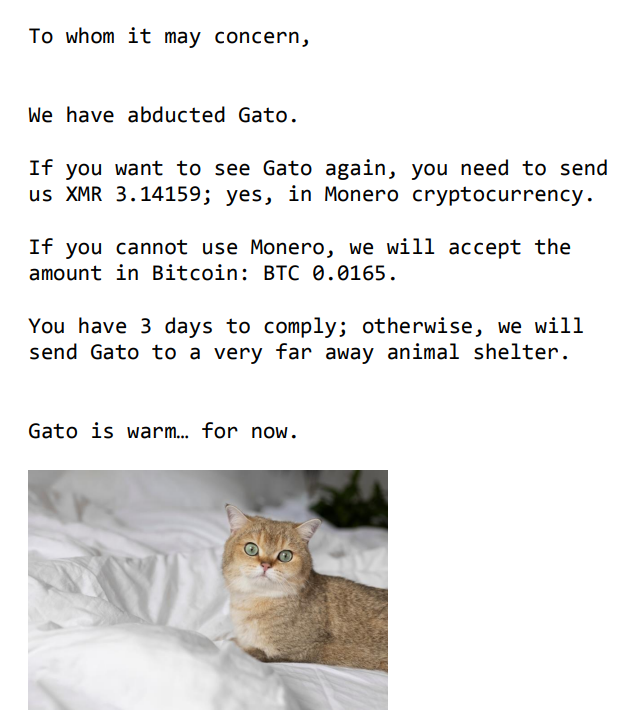 To whom it may concern,
We have abducted Gato.
If you want to see Gato again, you need to send
us XMR 3.14159; yes, in Monero cryptocurrency.
If you cannot use Monero, we will accept the
amount in Bitcoin: BTC 0.0165.
You have 3 days to comply; otherwise, we will
send Gato to a very far away animal shelter.
Gato is warm… for now.